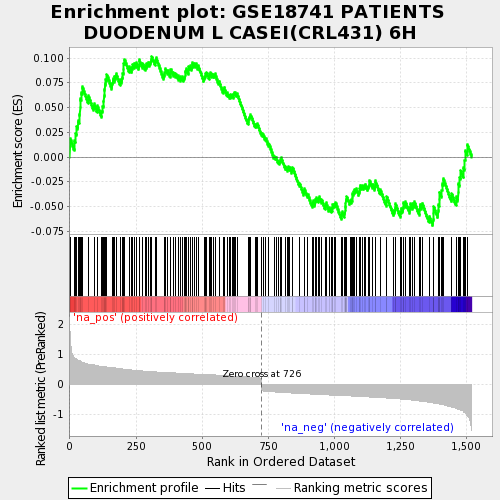 Enrichment plot: GSE18741 PATIENTS
DUODENUM L CASEI(CRL431) 6H
Enrichment score (ES)
0.100
0.075
0.050
0.025
0.000
-0.025
-0.050
-0.075
'na_pos' (positively correlated)
Ranked list metric (PreRanked)
2
1
0
-1
Zero cross at 726
'na_neg' (negatively correlated)
0
250
500
750
1,000
1,250
1,500
Rank in Ordered Dataset
Enrichment profile
Hits
Ranking metric scores